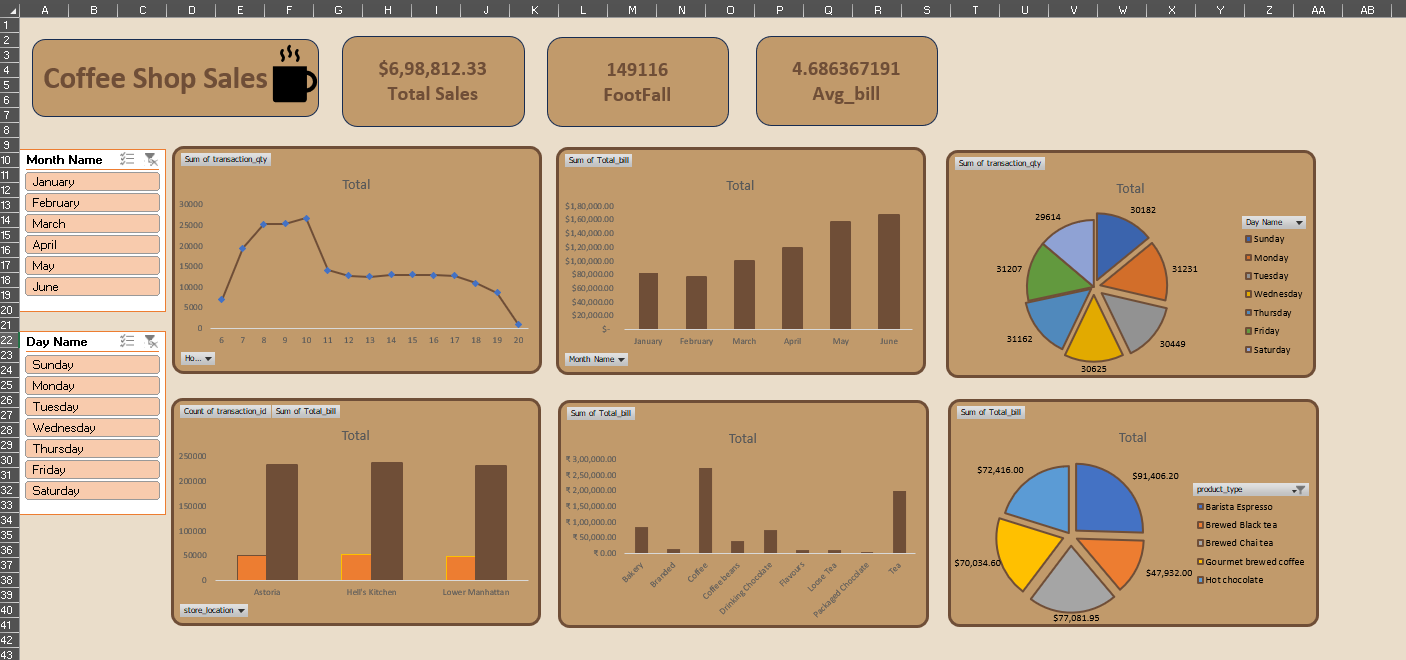 A B C D E F G H I J K L M N O P Q R S T U V W X Y Z AA AB
1
2
3
4
5
6
7
8
9
10
11
12
13
14
15
16
17
18
19
20
21
22
23
24
25
26
27
28
29
30
31
32
33
34
35
36
37
38
39
40
41
42
43
Coffee Shop Sales
$6,98,812.33
Total Sales
149116
FootFall
4.686367191
Avg_bill
Month Name
January
February
March
April
May
June
Day Name
Sunday
Monday
Tuesday
Wednesday
Thursday
Friday
Saturday
Sum of transaction_qty
Total
30000
25000
20000
15000
10000
5000
0
6 7 8 9 10 11 12 13 14 15 16 17 18 19 20
Ho...
Sum of Total_bill
Total
$1,80,000.00
$1,60,000.00
$1,40,000.00
$1,20,000.00
$1,00,000.00
$80,000.00
$60,000.00
$40,000.00
$20,000.00
$-
January February March April May June
Month Name
Sum of transaction_qty
Total
30182
31231
30449
30625
31162
31207
29614
Day Name
Sunday
Monday
Tuesday
Wednesday
Thursday
Friday
Saturday
Count of transaction_id Sum of Total_bill
Total
250000
200000
150000
100000
50000
0
Astoria Hell's Kitchen Lower Manhattan
store_location
Sum of Total_bill
Total
₹ 3,00,000.00
₹ 2,50,000.00
₹ 2,00,000.00
₹ 1,50,000.00
₹ 1,00,000.00
₹ 50,000.00
₹ 0.00
Bakery
Branded
Coffee
Coffee beans
Drinking Chocolate
Flavours
Loose Tea
Packaged Chocolate
Tea
Sum of Total_bill
Total
$91,406.20
$47,932.00
$77,081.95
$70,034.60
$72,416.00
product_type
Barista Espresso
Brewed Black tea
Brewed Chai tea
Gourmet brewed coffee
Hot chocolate